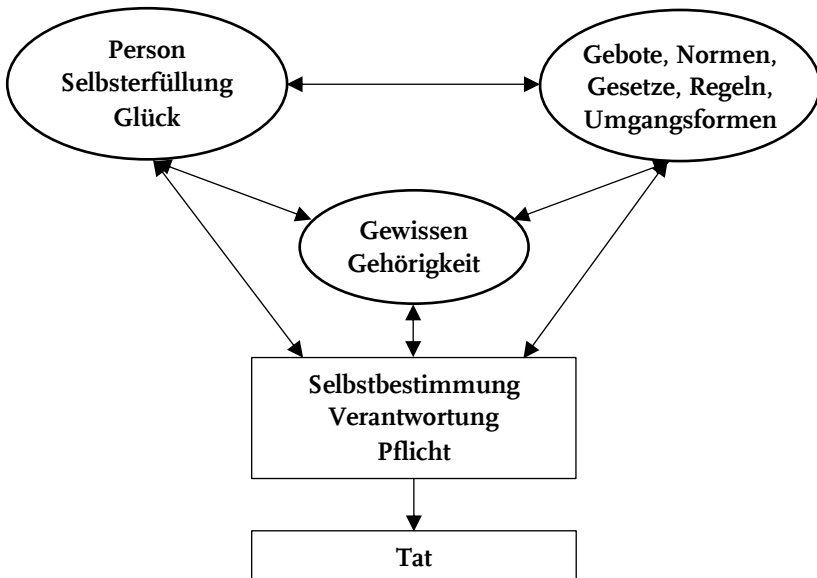 Person
Selbsterfüllung
Glück
Gebote, Normen,
Gesetze, Regeln,
Umgangsformen
Gewissen
Gehörigkeit
Selbstbestimmung
Verantwortung
Pflicht
Tat